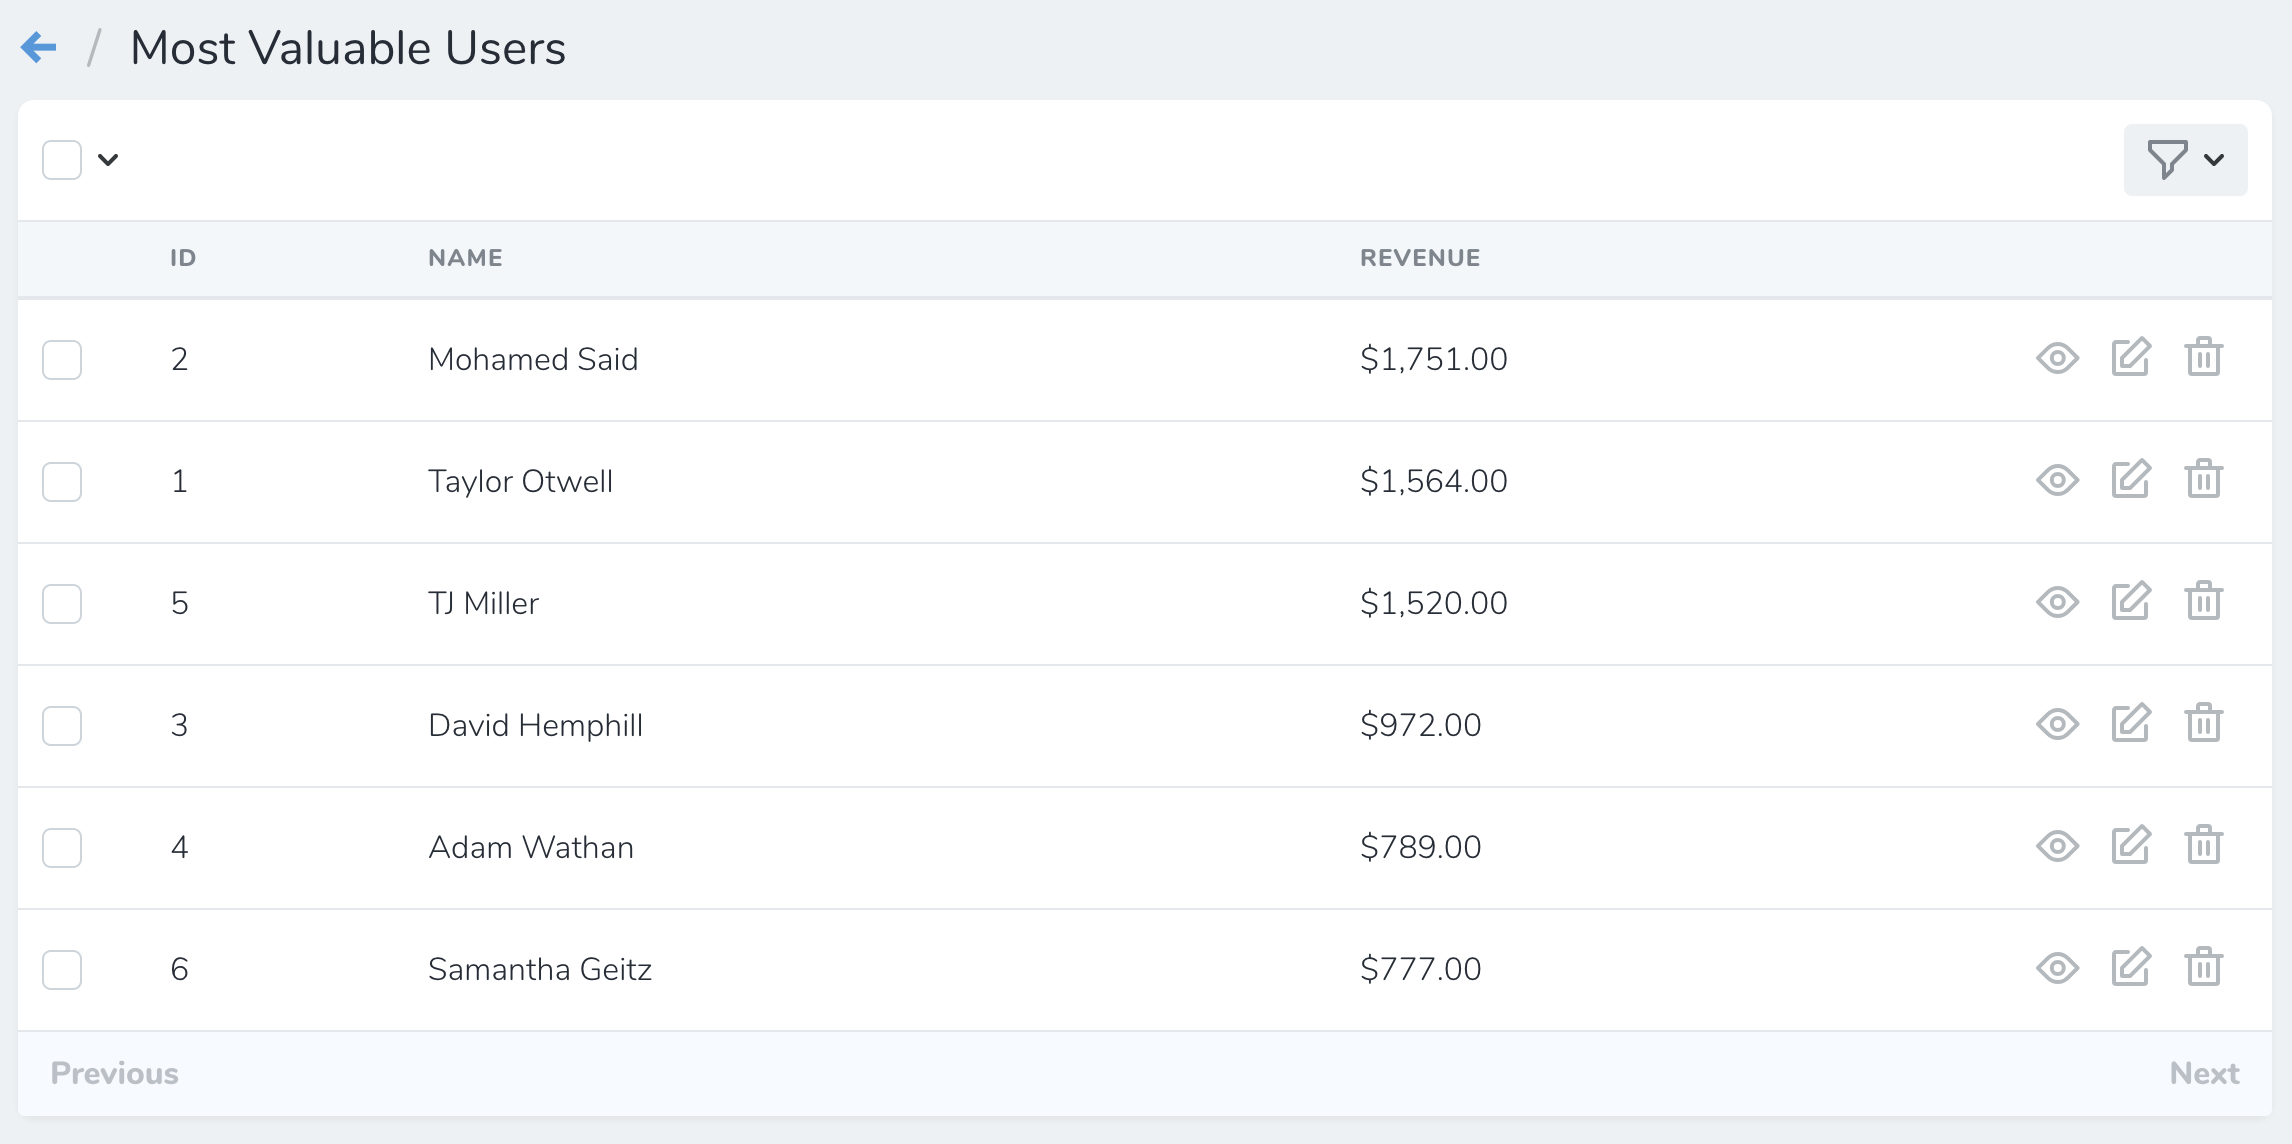 / Most Valuable Users
ID NAME REVENUE
2 Mohamed Said $1,751.00
1 Taylor Otwell $1,564.00
5 TJ Miller $1,520.00
3 David Hemphill $972.00
4 Adam Wathan $789.00
6 Samantha Geitz $777.00
Previous Next